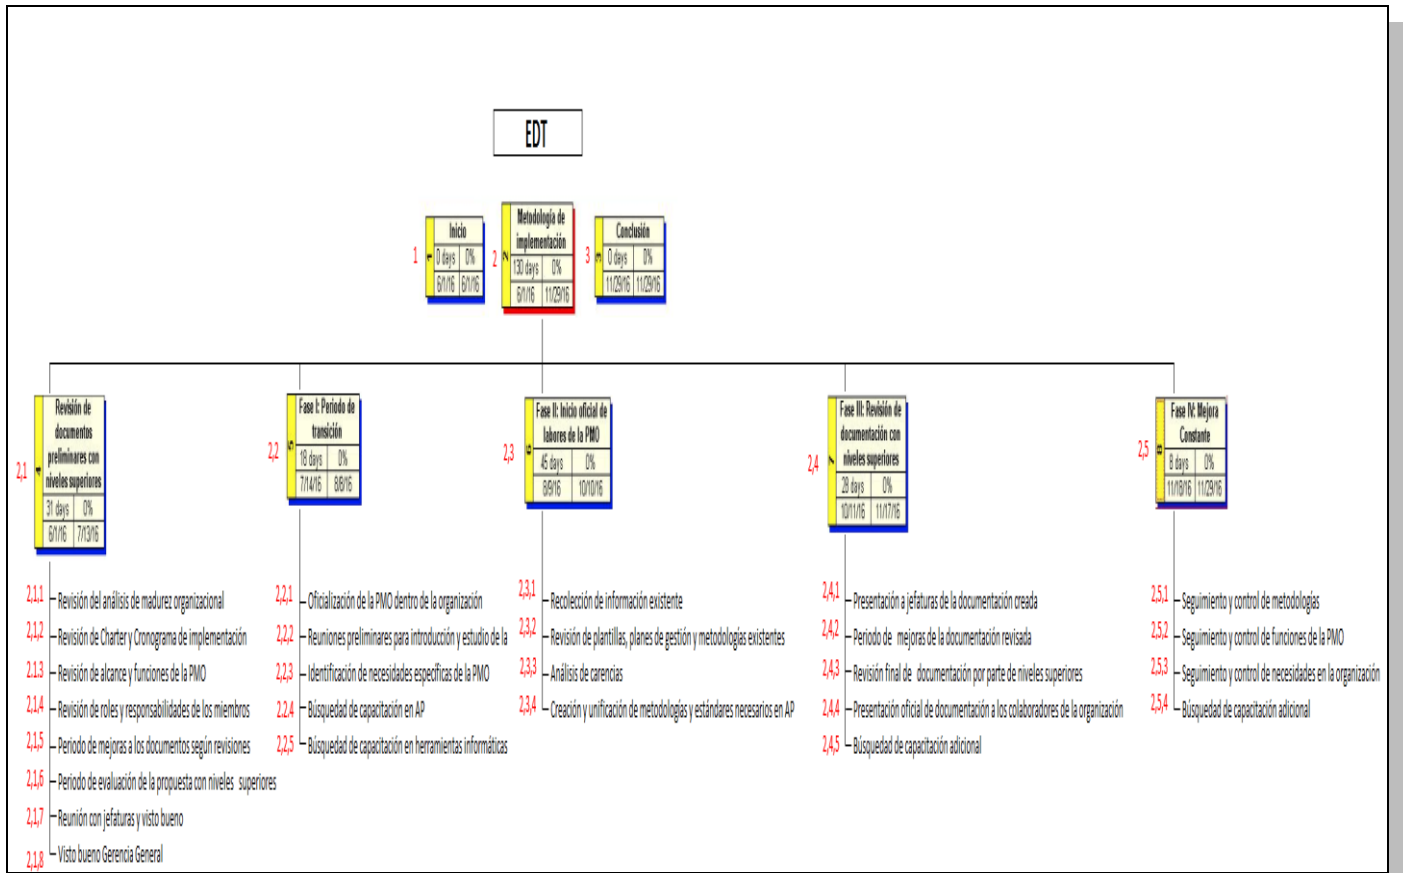 EDT
1
1
Inicio
0 days 0%
6/1/16 6/1/16
2
2
Metodología de
implementación
130 days 0%
6/1/16 11/29/16
3
3
Conclusión
0 days 0%
11/29/16 11/29/16
2,1
4
Revisión de
documentos
preliminares con
niveles superiores
31 days 0%
6/1/16 7/13/16
2,1,1 Revisión del análisis de madurez organizacional
2,1,2 Revisión de Charter y Cronograma de implementación
2,1,3 Revisión de alcance y funciones de la PMO
2,1,4 Revisión de roles y responsabilidades de los miembros
2,1,5 Periodo de mejoras a los documentos según revisiones
2,1,6 Periodo de evaluación de la propuesta con niveles superiores
2,1,7 Reunión con jefaturas y visto bueno
2,1,8 Visto bueno Gerencia General
2,2
5
Fase I: Periodo de
transición
18 days 0%
7/14/16 8/8/16
2,2,1 Oficialización de la PMO dentro de la organización
2,2,2 Reuniones preliminares para introducción y estudio de la
2,2,3 Identificación de necesidades específicas de la PMO
2,2,4 Búsquedad de capacitación en AP
2,2,5 Búsquedad de capacitación en herramientas informáticas
2,3
6
Fase II: Inicio oficial de
labores de la PMO
45 days 0%
8/9/16 10/10/16
2,3,1 Recolección de información existente
2,3,2 Revisión de plantillas, planes de gestión y metodologías existentes
2,3,3 Análisis de carencias
2,3,4 Creación y unificación de metodologías y estándares necesarios en AP
2,4
7
Fase III: Revisión de
documentación con
niveles superiores
28 days 0%
10/11/16 11/17/16
2,4,1 Presentación a jefaturas de la documentación creada
2,4,2 Periodo de mejoras de la documentación revisada
2,4,3 Revisión final de documentación por parte de niveles superiores
2,4,4 Presentación oficial de documentación a los colaboradores de la organización
2,4,5 Búsquedad de capacitación adicional
2,5
8
Fase IV: Mejora
Constante
8 days 0%
11/18/16 11/29/16
2,5,1 Seguimiento y control de metodologías
2,5,2 Seguimiento y control de funciones de la PMO
2,5,3 Seguimiento y control de necesidades en la organización
2,5,4 Búsquedad de capacitación adicional